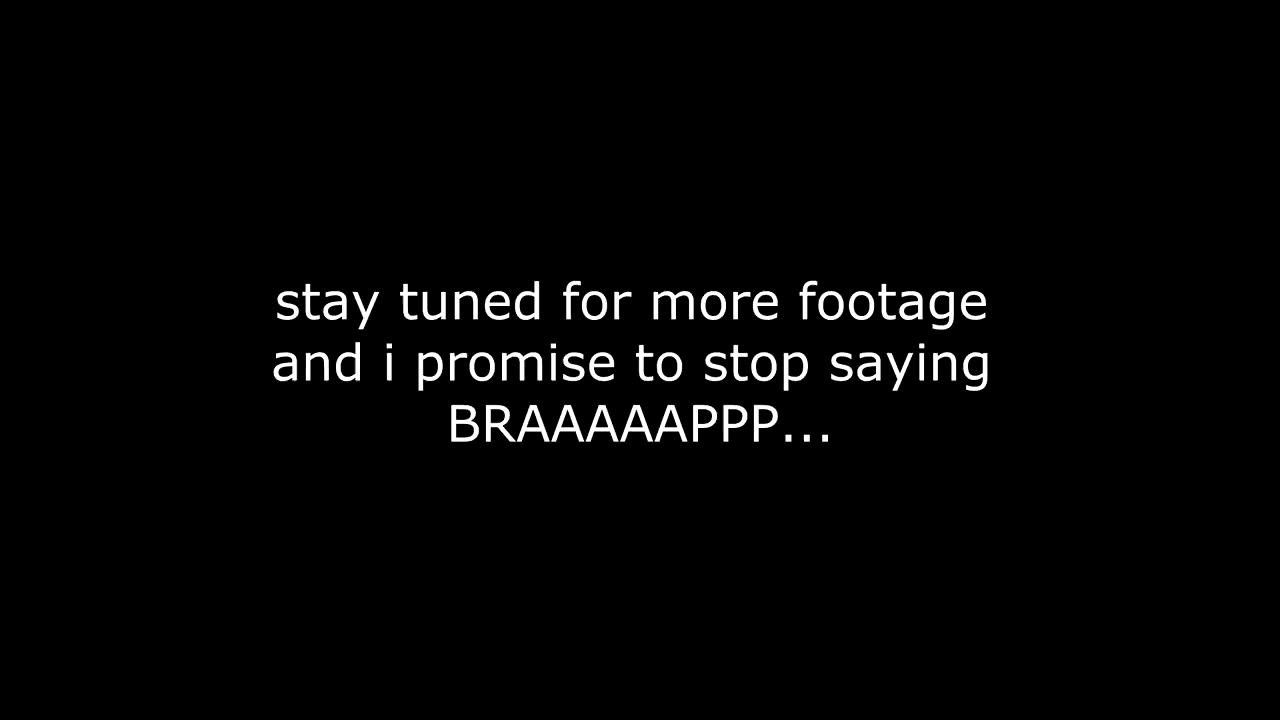 stay tuned for more footage
and i promise to stop saying
BRAAAAAPPP...